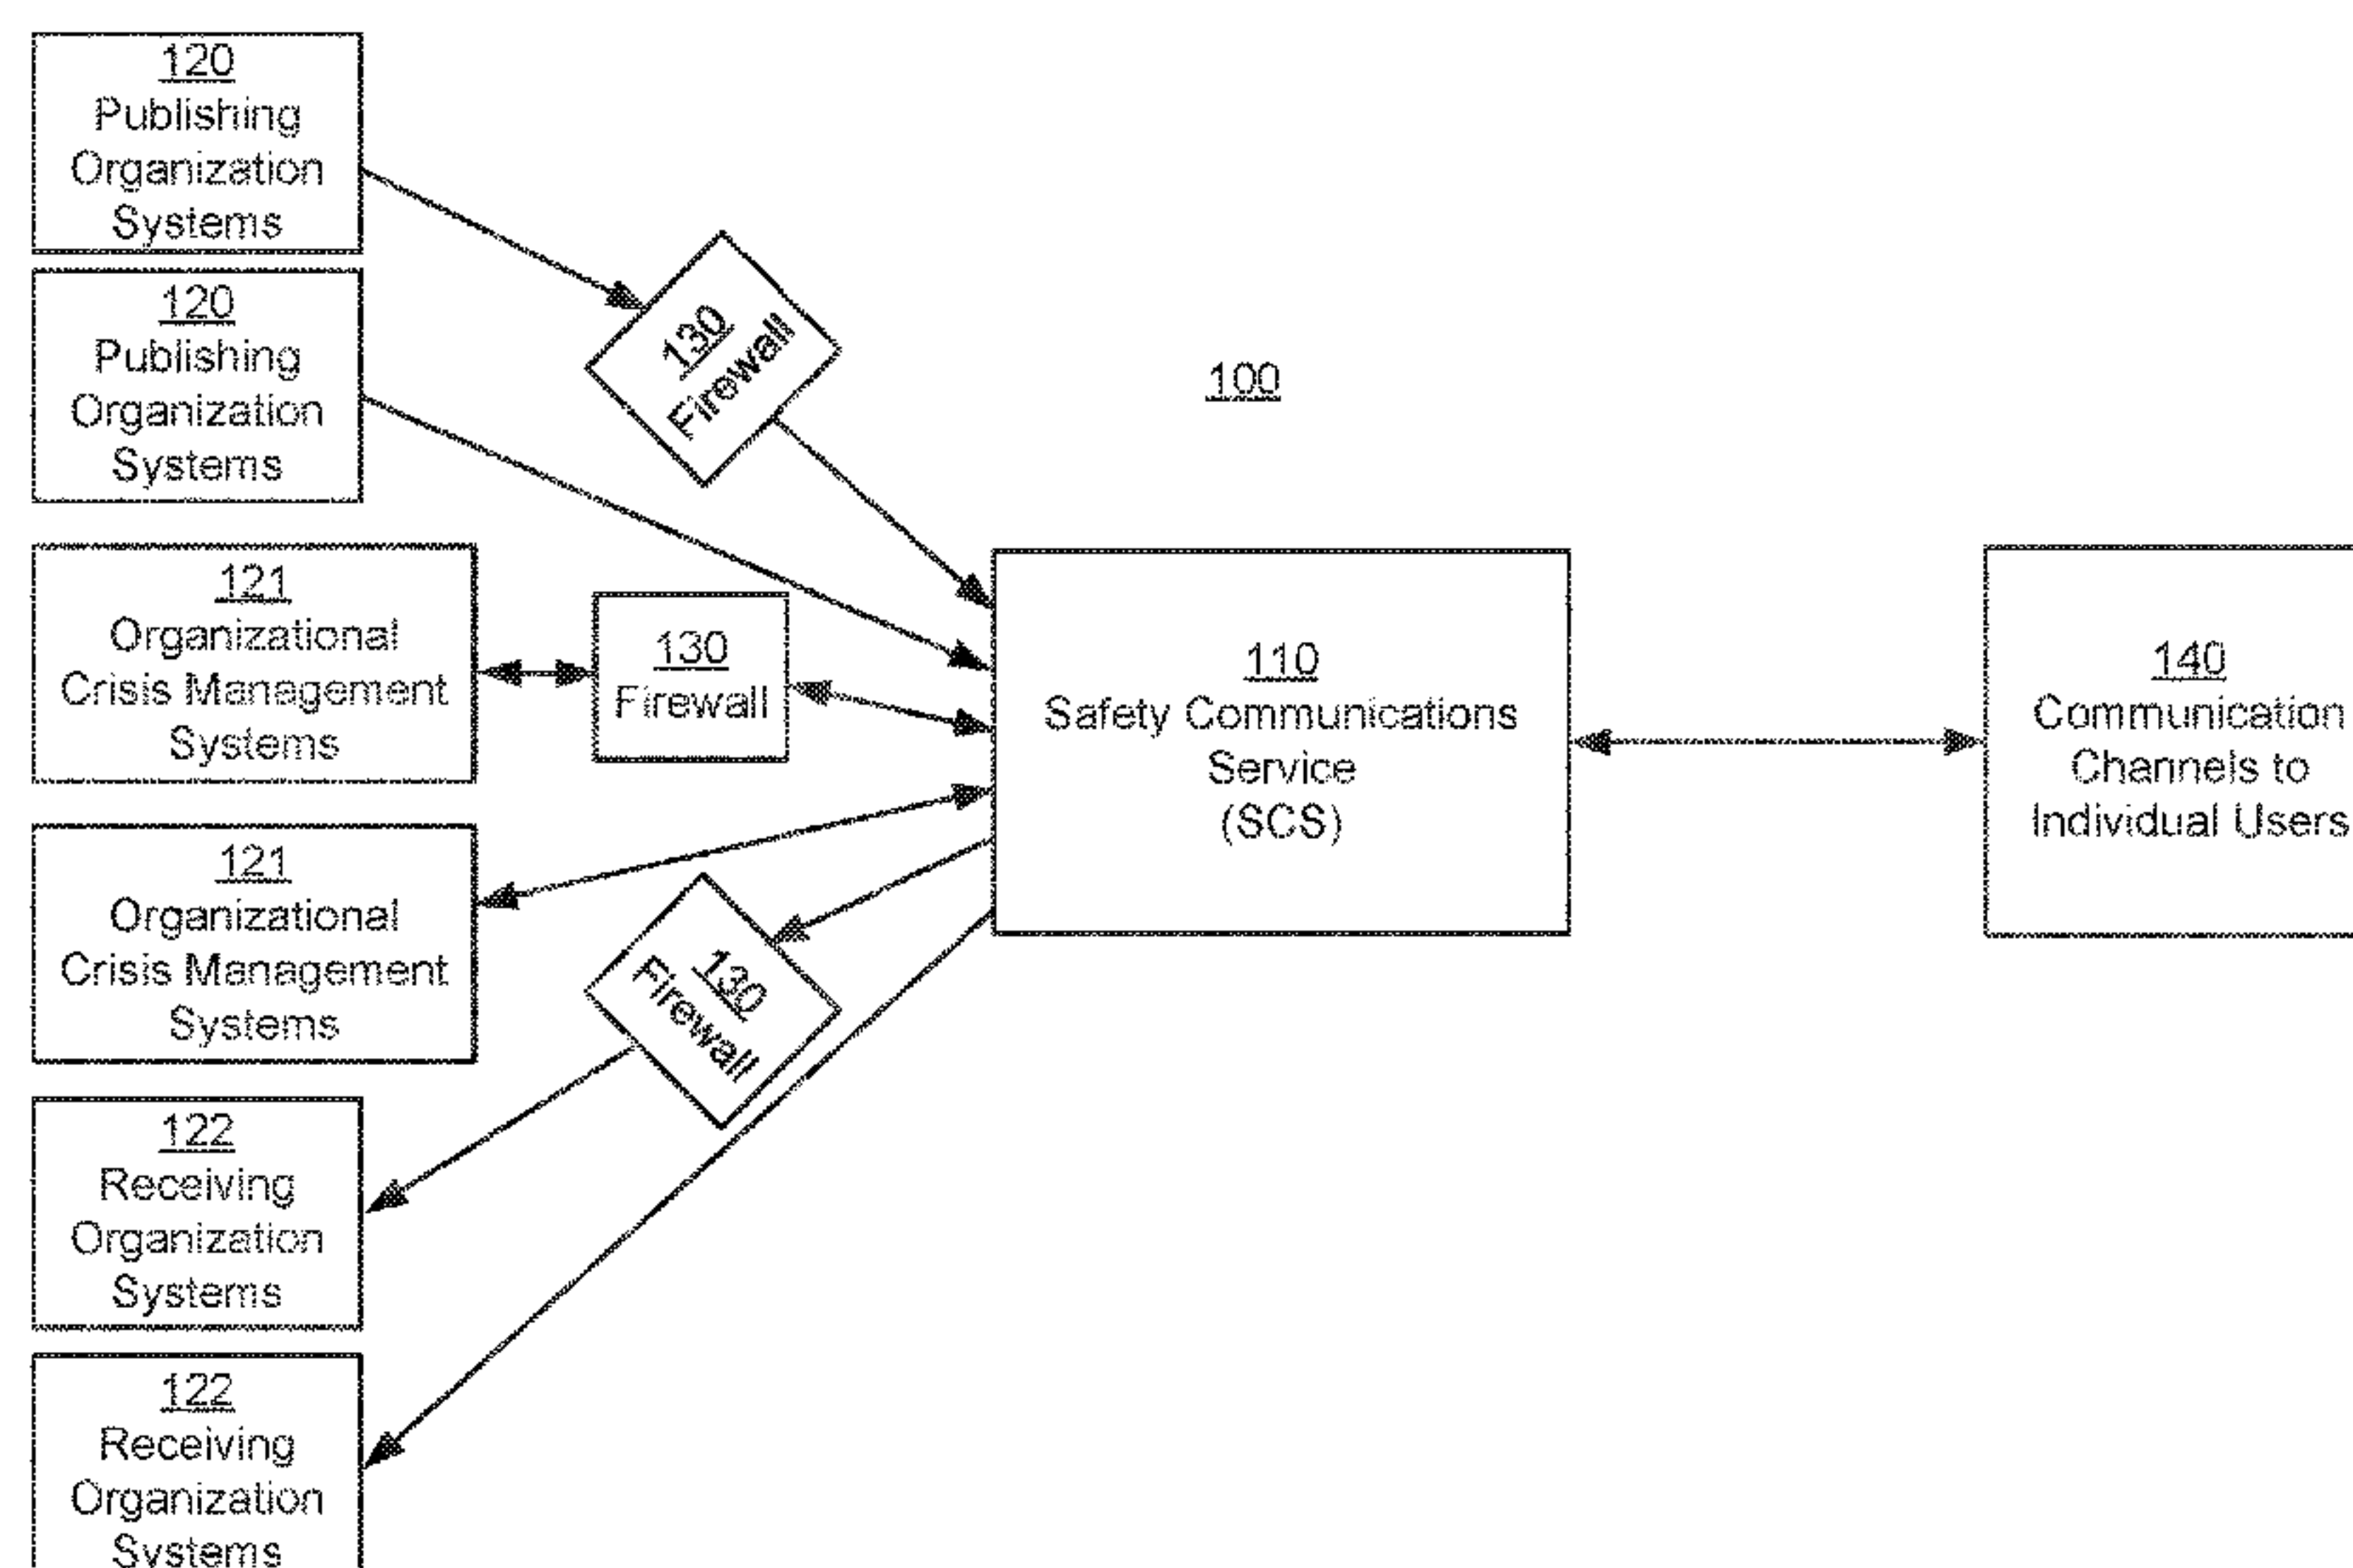 120
Publishing
Organization
Systems
120
Publishing
Organization
Systems
130
Firewall
100
121
Organizational
Crisis Management
Systems
130
Firewall
110
Safety Communications
Service
(SCS)
140
Communication
Channels to
Individual Users
121
Organizational
Crisis Management
Systems
130
Firewall
122
Receiving
Organization
Systems
122
Receiving
Organization
Systems